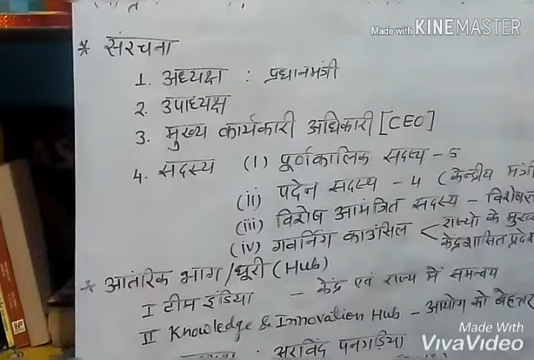 Made with KINEMASTER
* संरचना
1. अध्यक्ष : प्रधानमंत्री
2. उपाध्यक्ष
3. मुख्य कार्यकारी अधिकारी [CEO]
4. सदस्य (i) पूर्णकालिक सदस्य - 5
(ii) पदेन सदस्य - 4 (केन्द्रीय मंत्री
(iii) विशेष आमंत्रित सदस्य - विशेषज्ञ
(iv) गवर्निंग काउंसिल < राज्यों के मुख्य
केंद्रशासित प्रदेश
* आंतरिक भाग/धूरी (Hub)
I टीम इंडिया - केंद्र एवं राज्य में समन्वय
II Knowledge & Innovation Hub - आयोग को बेहतर
: अरविंद पनगड़िया
Made With
VivaVideo